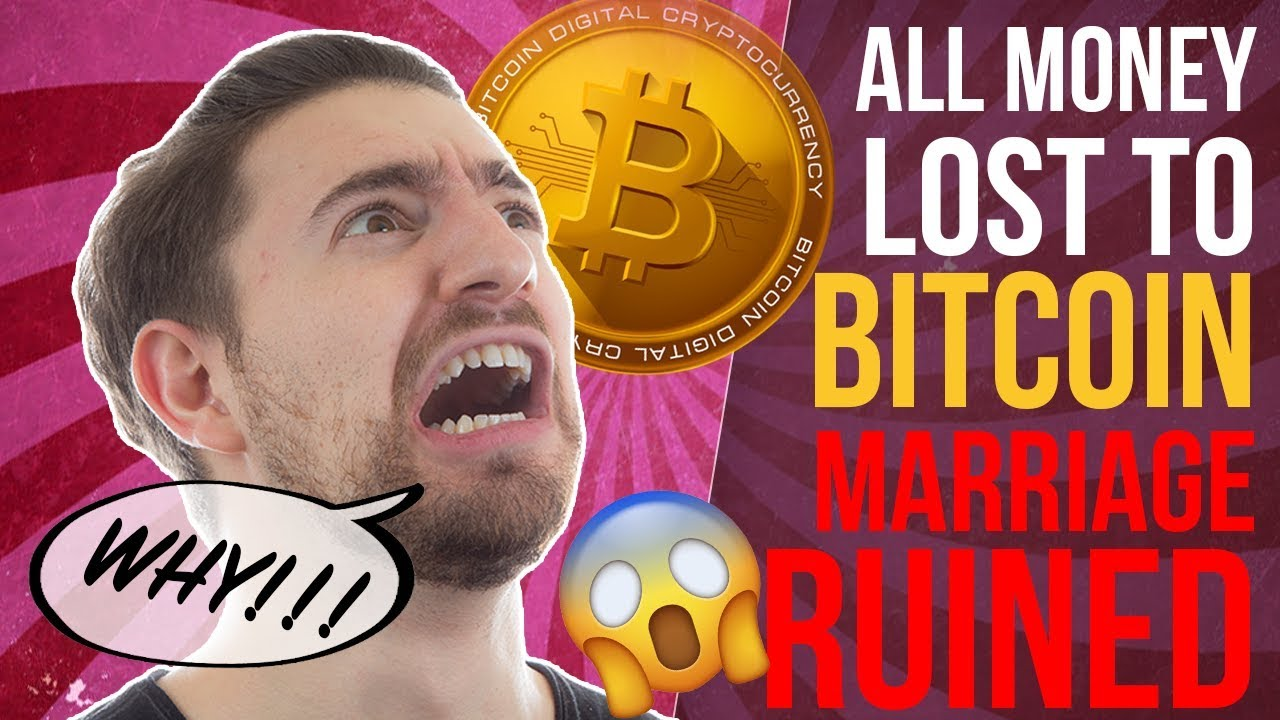 BITCOIN DIGITAL CRYPTOCURRENCY
BITCOIN DIGITAL CRY
ALL MONEY
LOST TO
BITCOIN
MARRIAGE
RUINED
WHY!!!